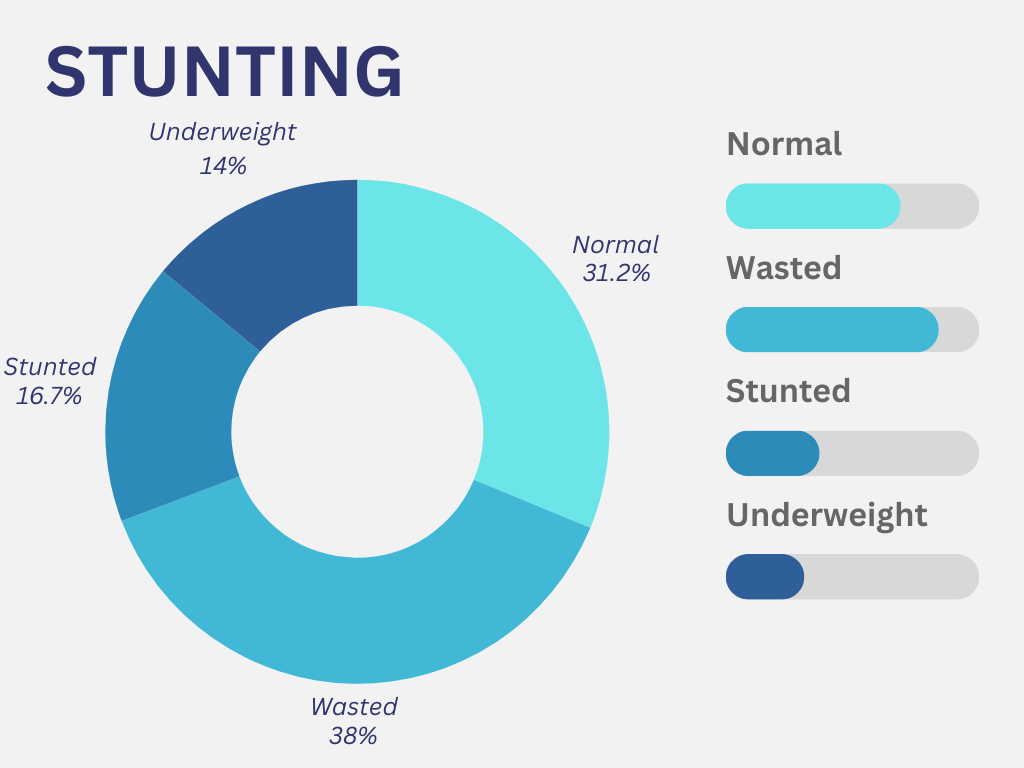 STUNTING
Underweight
14%
Normal
31.2%
Stunted
16.7%
Wasted
38%
Normal
Wasted
Stunted
Underweight